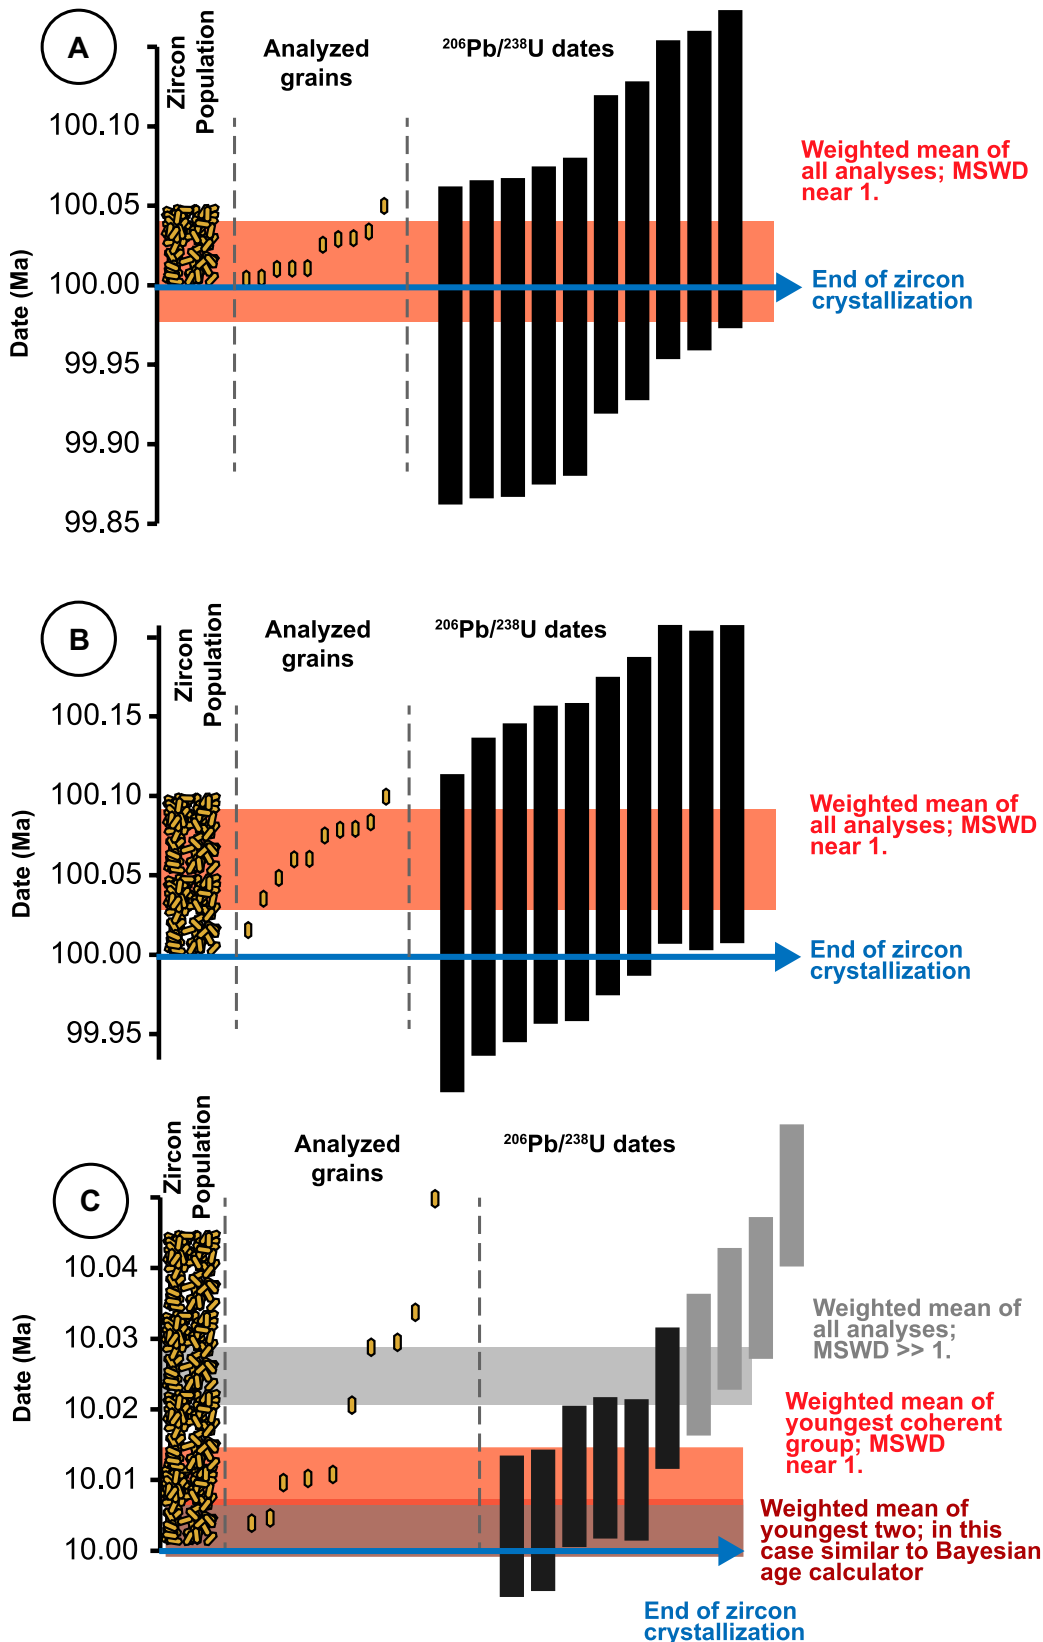 A
Zircon
Population
Analyzed
grains
206Pb/238U dates
Date (Ma)
100.10
100.05
100.00
99.95
99.90
99.85
Weighted mean of
all analyses; MSWD
near 1.
End of zircon
crystallization
B
Zircon
Population
Analyzed
grains
206Pb/238U dates
Date (Ma)
100.15
100.10
100.05
100.00
99.95
Weighted mean of
all analyses; MSWD
near 1.
End of zircon
crystallization
C
Zircon
Population
Analyzed
grains
206Pb/238U dates
Date (Ma)
10.04
10.03
10.02
10.01
10.00
Weighted mean of
all analyses;
MSWD >> 1.
Weighted mean of
youngest coherent
group; MSWD
near 1.
Weighted mean of
youngest two; in this
case similar to Bayesian
age calculator
End of zircon
crystallization